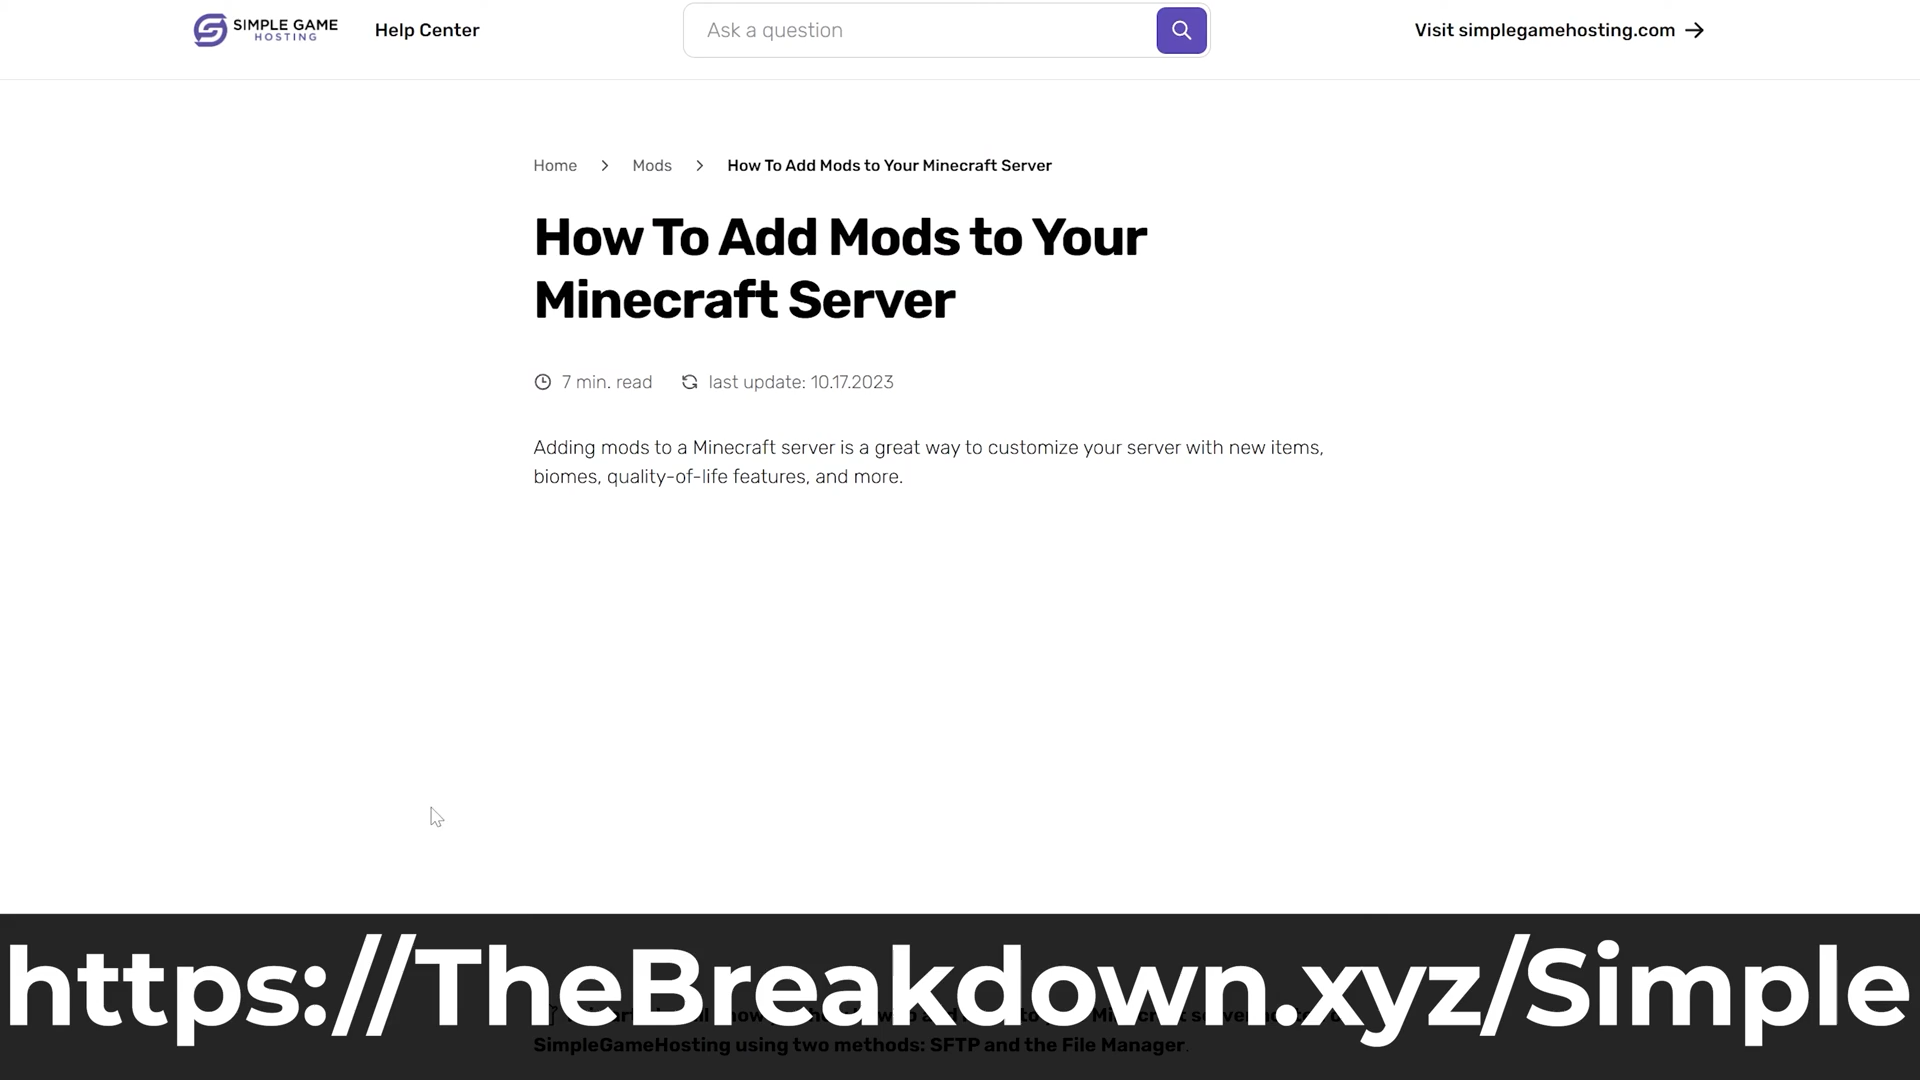 SIMPLE GAME
HOSTING
Help Center
Ask a question
Visit simplegamehosting.com
Home
Mods
How To Add Mods to Your Minecraft Server
How To Add Mods to Your
Minecraft Server
7 min. read
last update: 10.17.2023
Adding mods to a Minecraft server is a great way to customize your server with new items,
biomes, quality-of-life features, and more.
https://TheBreakdown.xyz/Simple
SimpleGameHosting using two methods: SFTP and the File Manager.